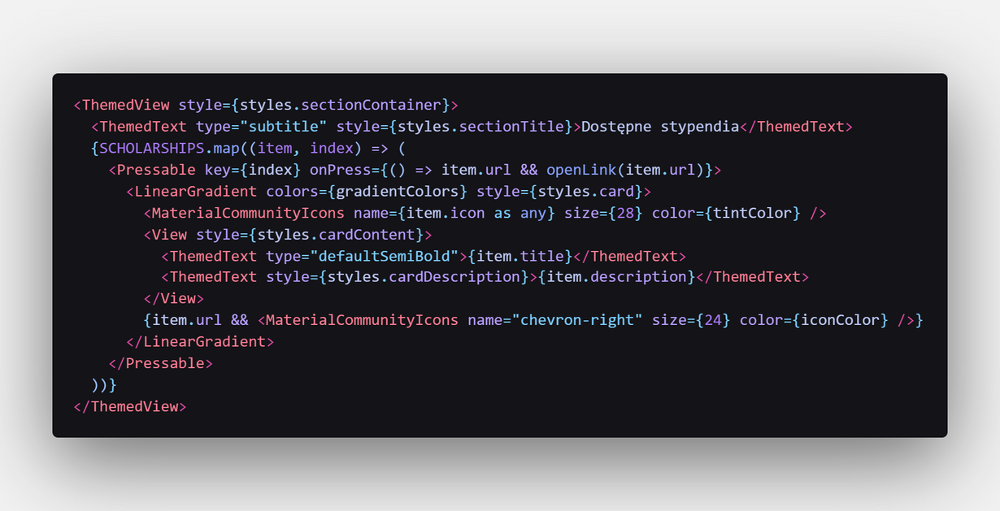 <ThemedView style={styles.sectionContainer}>
  <ThemedText type="subtitle" style={styles.sectionTitle}>Dostępne stypendia</ThemedText>
  {SCHOLARSHIPS.map((item, index) => (
    <Pressable key={index} onPress={() => item.url && openLink(item.url)}>
      <LinearGradient colors={gradientColors} style={styles.card}>
        <MaterialCommunityIcons name={item.icon as any} size={28} color={tintColor} />
        <View style={styles.cardContent}>
          <ThemedText type="defaultSemiBold">{item.title}</ThemedText>
          <ThemedText style={styles.cardDescription}>{item.description}</ThemedText>
        </View>
        {item.url && <MaterialCommunityIcons name="chevron-right" size={24} color={iconColor} />}
      </LinearGradient>
    </Pressable>
  ))}
</ThemedView>